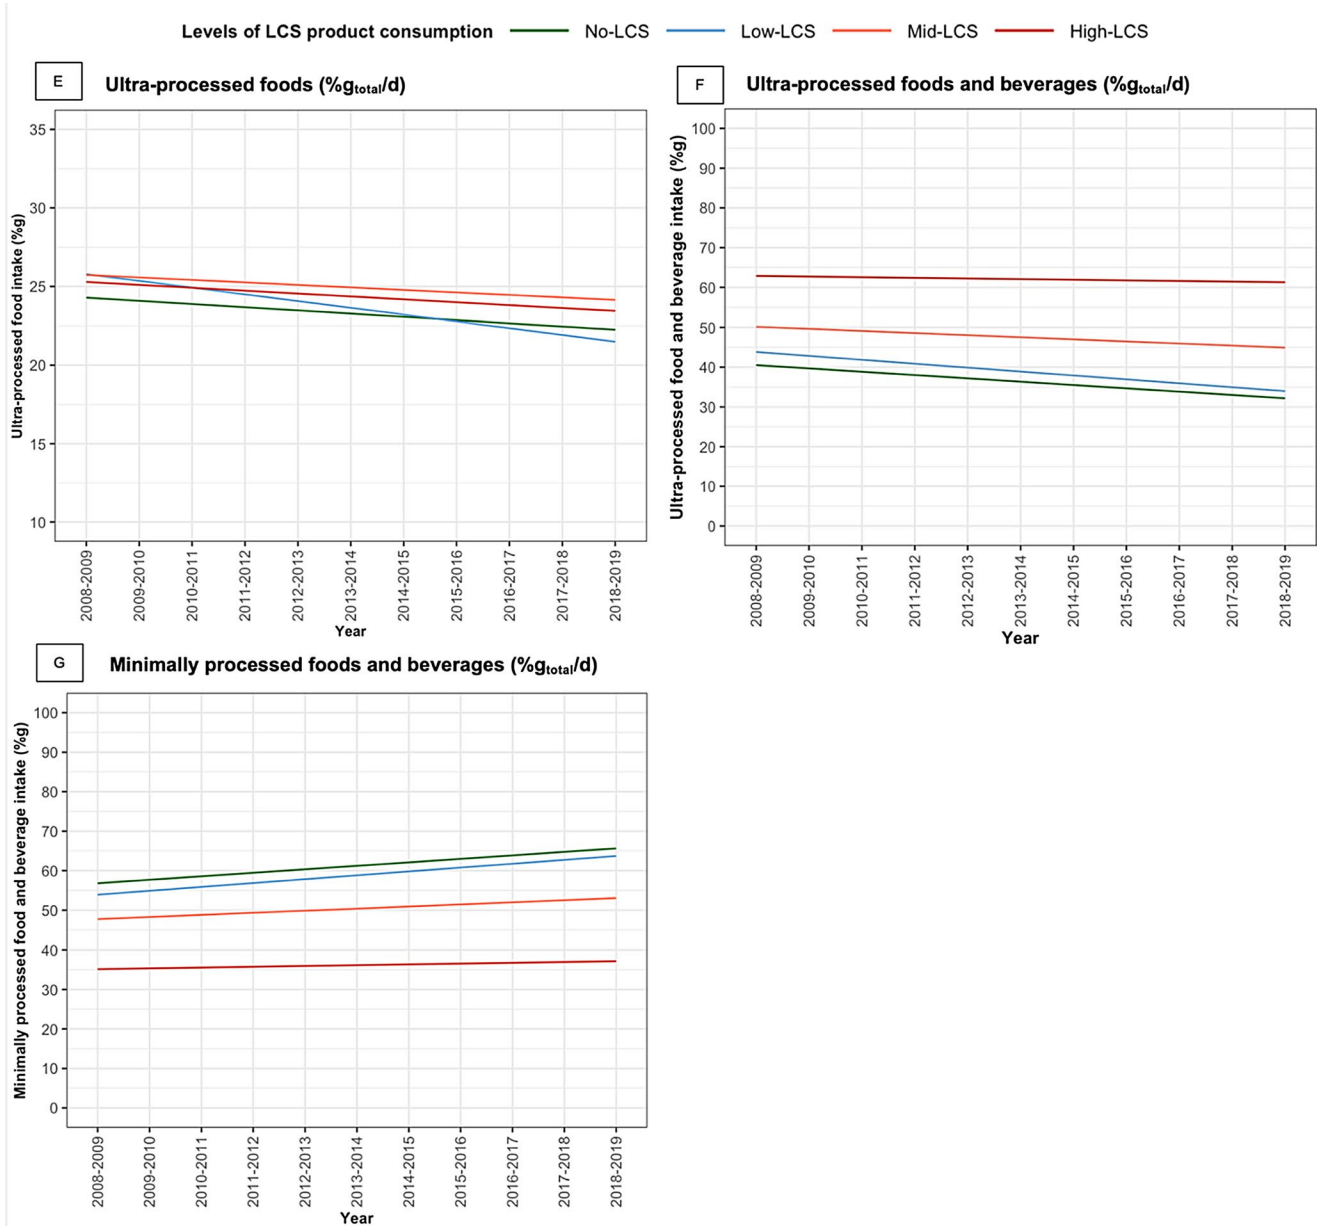 Levels of LCS product consumption No-LCS Low-LCS Mid-LCS High-LCS
E Ultra-processed foods (%gtotal/d)
Ultra-processed food intake (%g)
35
30
25
20
15
10
2008-2009 2009-2010 2010-2011 2011-2012 2012-2013 2013-2014 2014-2015 2015-2016 2016-2017 2017-2018 2018-2019
Year
F Ultra-processed foods and beverages (%gtotal/d)
Ultra-processed food and beverage intake (%g)
100
90
80
70
60
50
40
30
20
10
0
2008-2009 2009-2010 2010-2011 2011-2012 2012-2013 2013-2014 2014-2015 2015-2016 2016-2017 2017-2018 2018-2019
Year
G Minimally processed foods and beverages (%gtotal/d)
Minimally processed food and beverage intake (%g)
100
90
80
70
60
50
40
30
20
10
0
2008-2009 2009-2010 2010-2011 2011-2012 2012-2013 2013-2014 2014-2015 2015-2016 2016-2017 2017-2018 2018-2019
Year